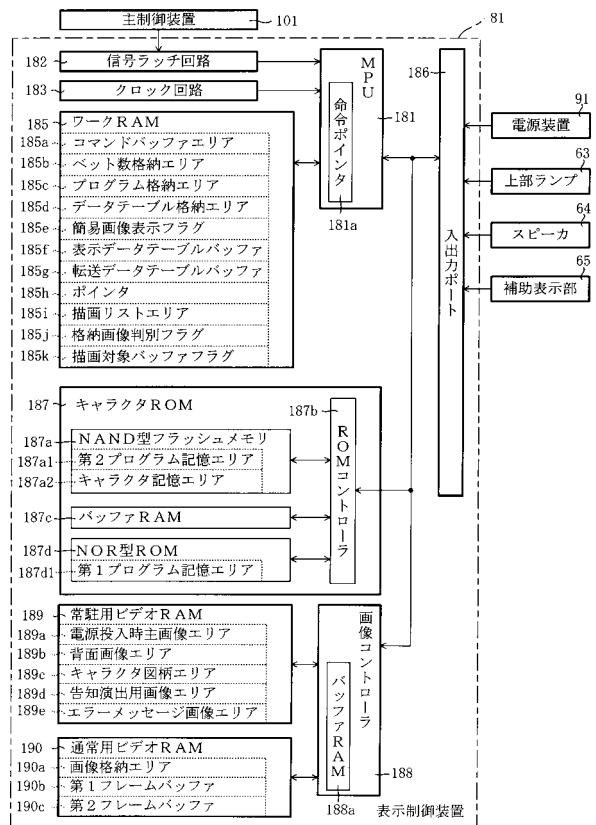 主制御装置
101
81
182
信号ラッチ回路
183
クロック回路
MPU
命令ポインタ
181
181a
186
入出力ポート
91
電源装置
63
上部ランプ
64
スピーカ
65
補助表示部
185
ワークRAM
185a
コマンドバッファエリア
185b
ベット数格納エリア
185c
プログラム格納エリア
185d
データテーブル格納エリア
185e
簡易画像表示フラグ
185f
表示データテーブルバッファ
185g
転送データテーブルバッファ
185h
ポインタ
185i
描画リストエリア
185j
格納画像判別フラグ
185k
描画対象バッファフラグ
187
キャラクタROM
187b
ROMコントローラ
187a
NAND型フラッシュメモリ
187a1
第2プログラム記憶エリア
187a2
キャラクタ記憶エリア
187c
バッファRAM
187d
NOR型ROM
187d1
第1プログラム記憶エリア
189
常駐用ビデオRAM
189a
電源投入時主画像エリア
189b
背面画像エリア
189c
キャラクタ図柄エリア
189d
告知演出用画像エリア
189e
エラーメッセージ画像エリア
画像コントローラ
バッファRAM
188
188a
190
通常用ビデオRAM
190a
画像格納エリア
190b
第1フレームバッファ
190c
第2フレームバッファ
表示制御装置